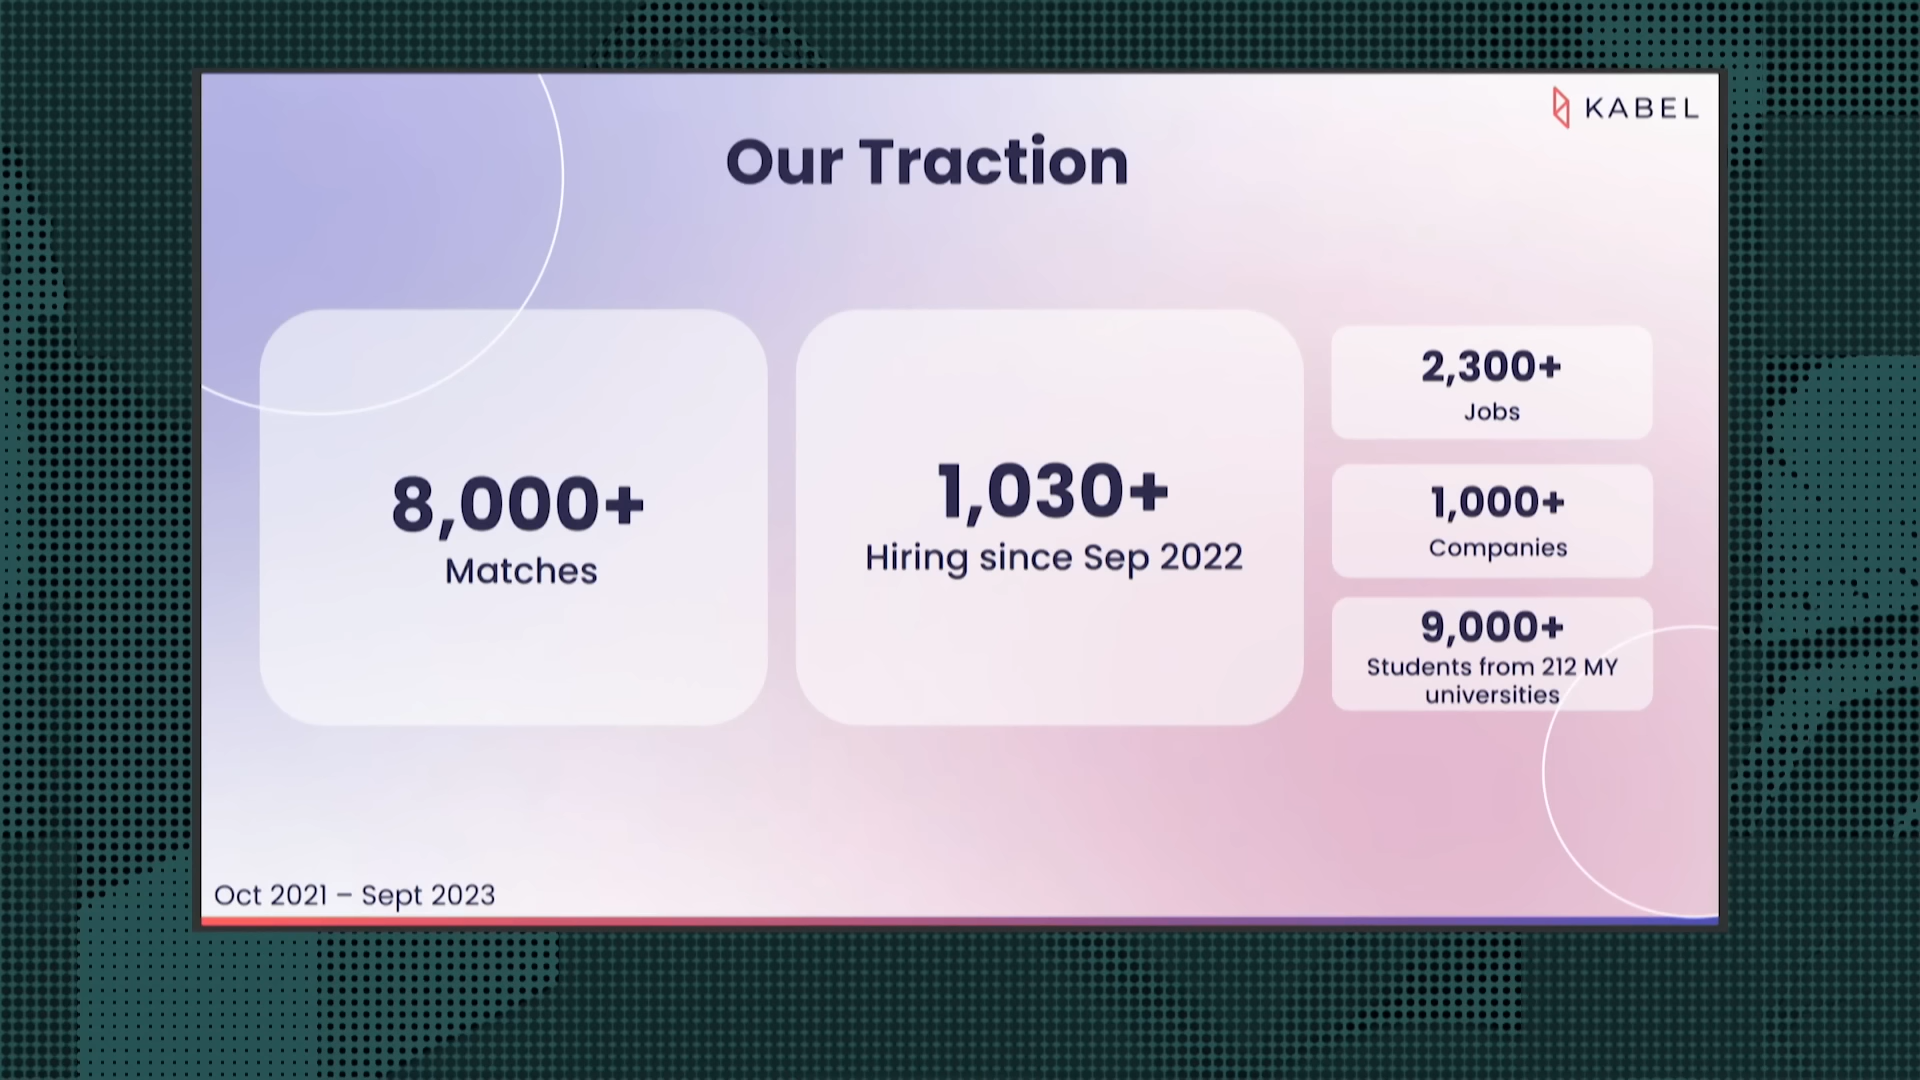 KABEL
Our Traction
8,000+
Matches
1,030+
Hiring since Sep 2022
2,300+
Jobs
1,000+
Companies
9,000+
Students from 212 MY
universities
Oct 2021 – Sept 2023